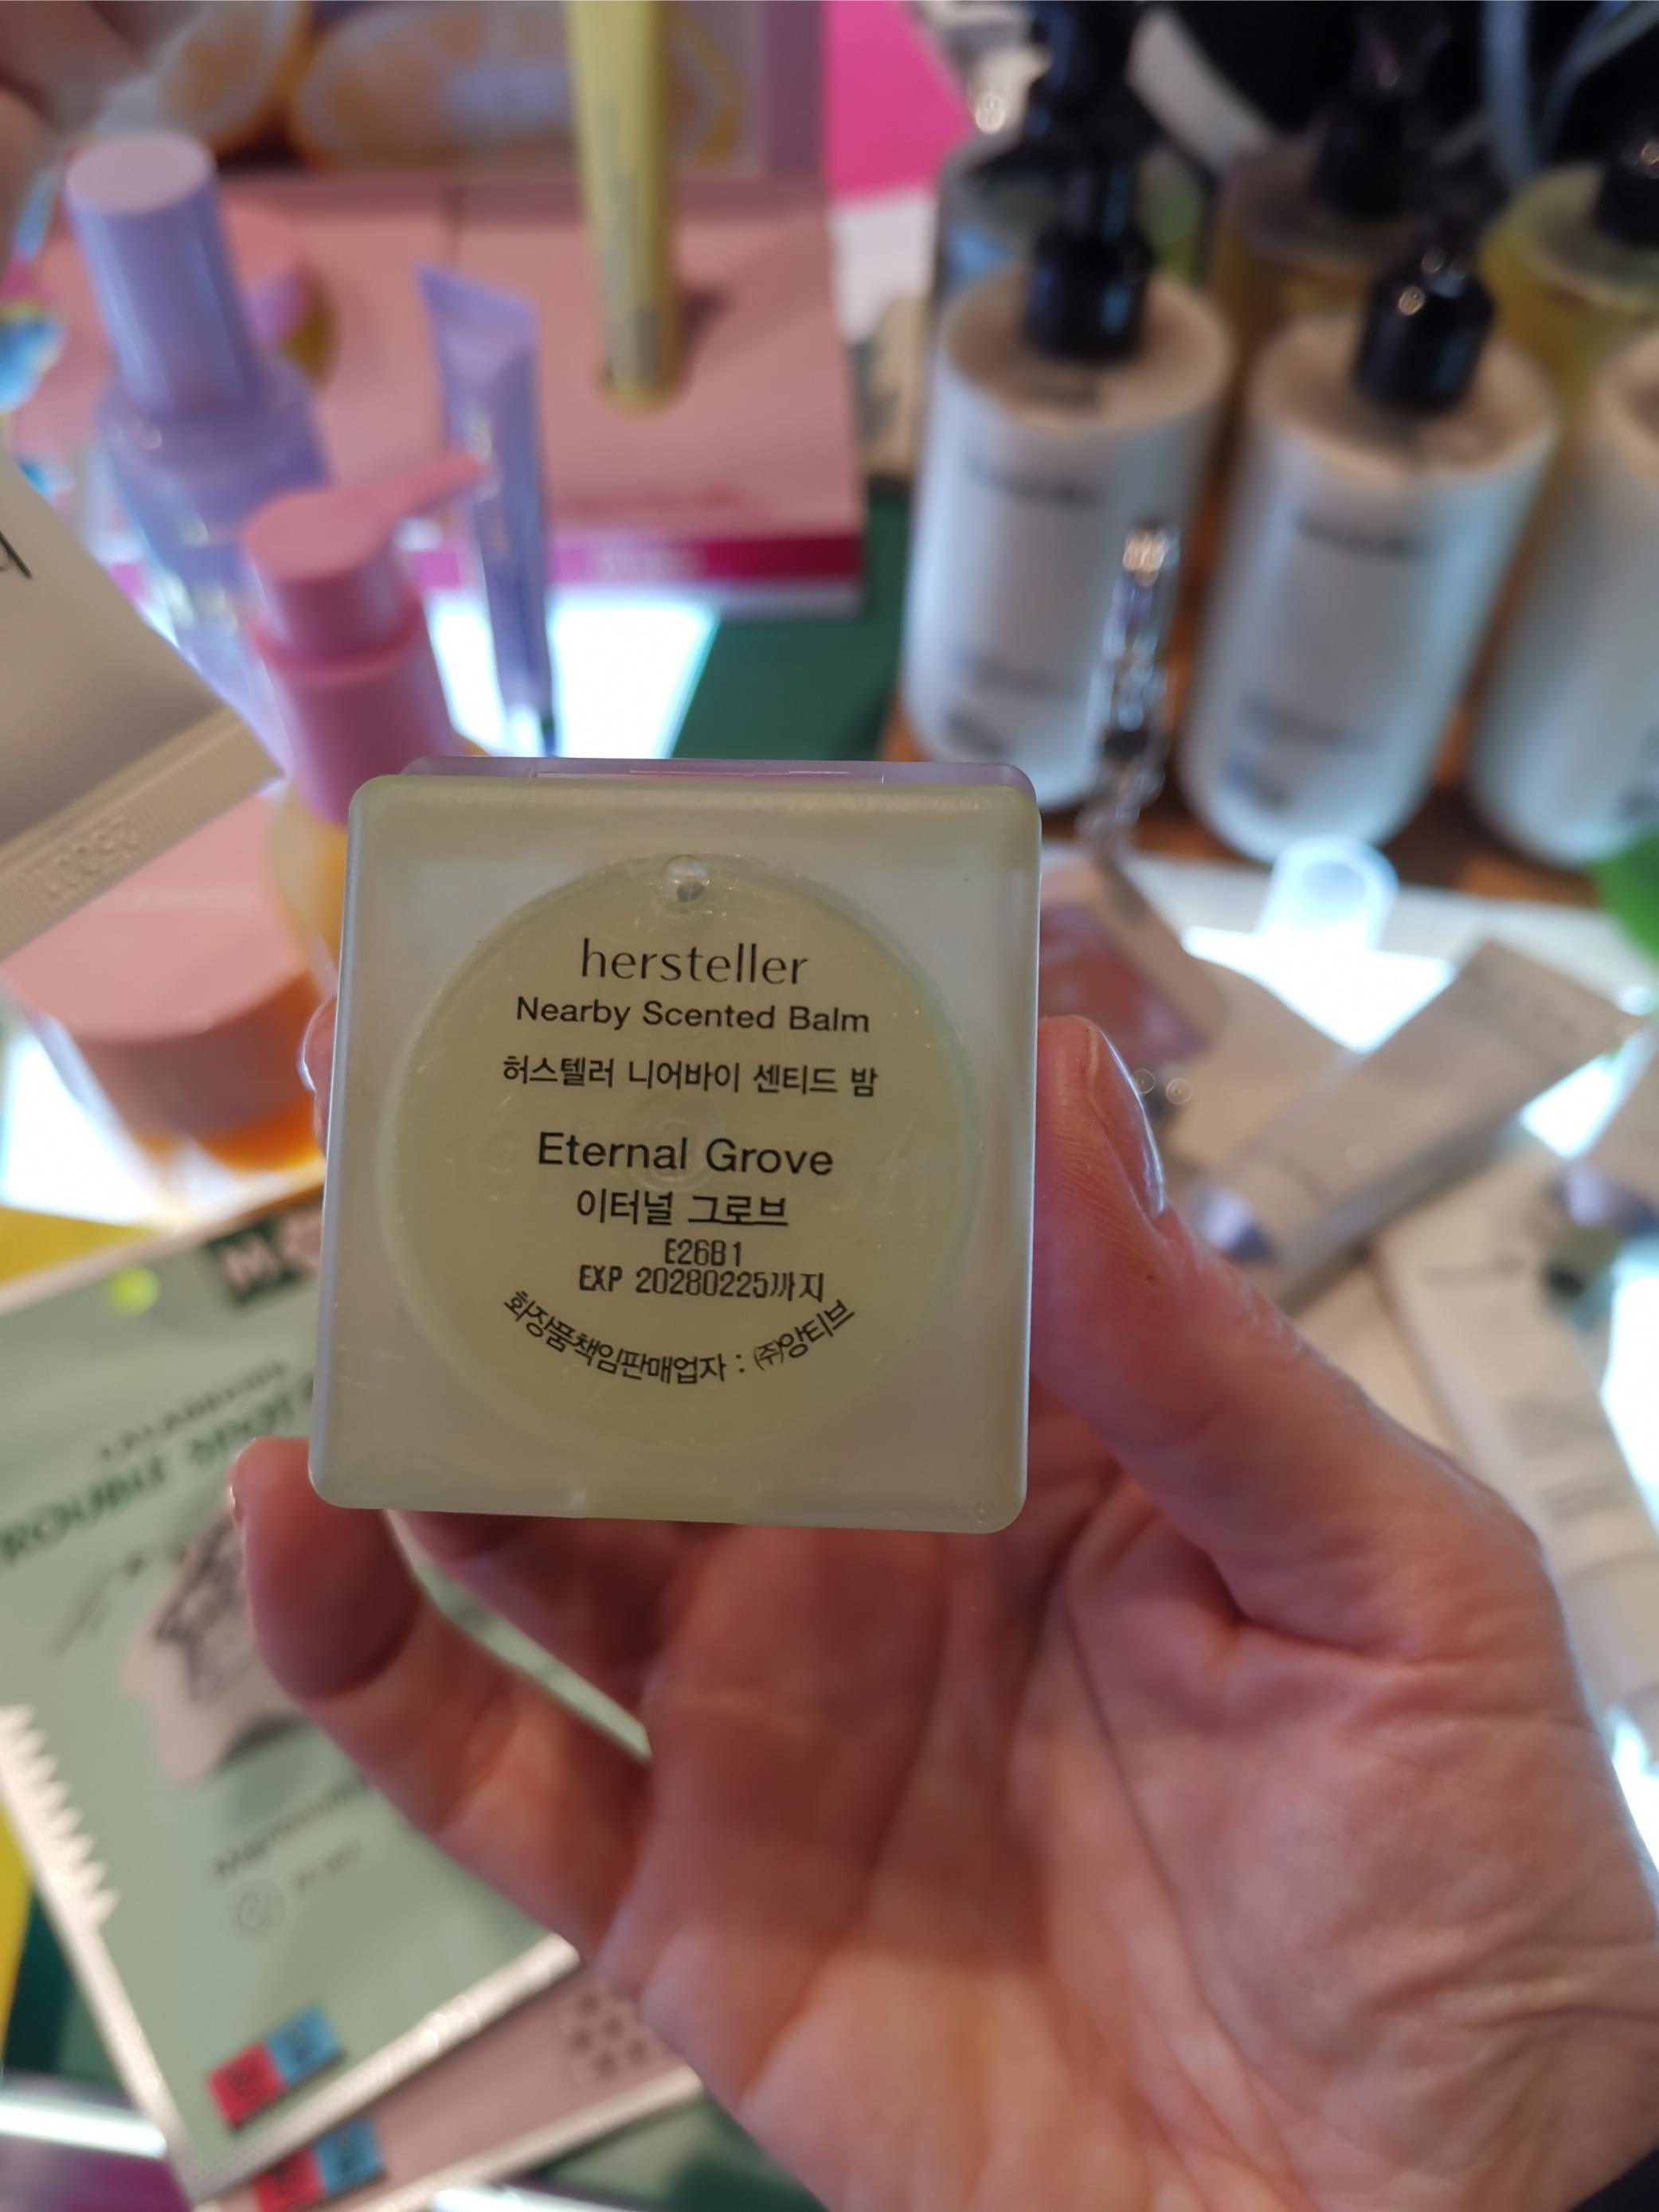 hersteller
Nearby Scented Balm
허스텔러 니어바이 센티드 밤
Eternal Grove
이터널 그로브
E26B1
EXP 20280225까지
화장품책임판매업자 : ㈜앙티브